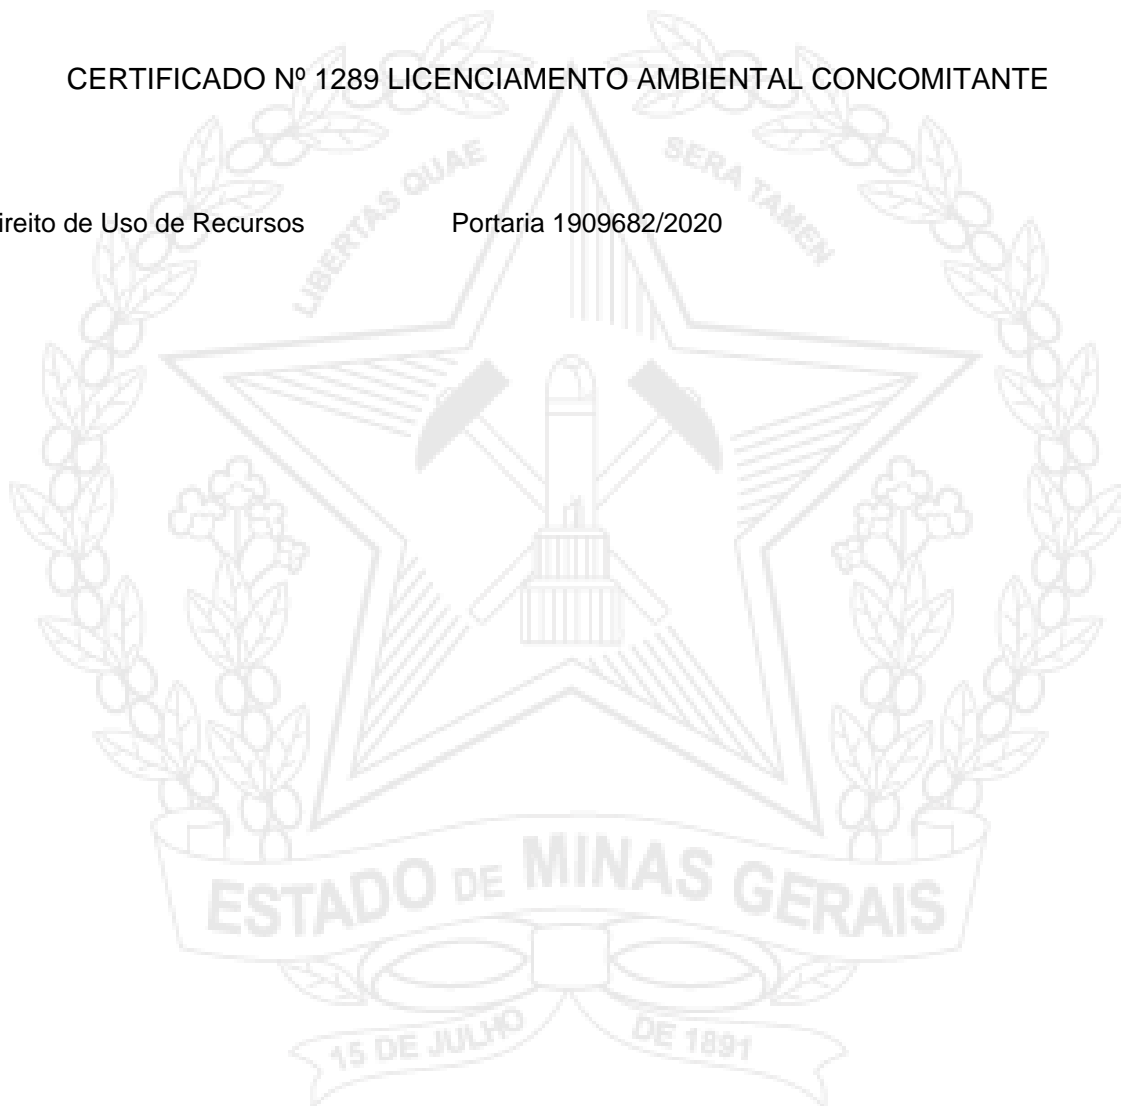 CERTIFICADO Nº 1289 LICENCIAMENTO AMBIENTAL CONCOMITANTE
LIBERTAS QUAE SERA TAMEN
ireito de Uso de Recursos Portaria 1909682/2020
ESTADO DE MINAS GERAIS
15 DE JULHO DE 1891